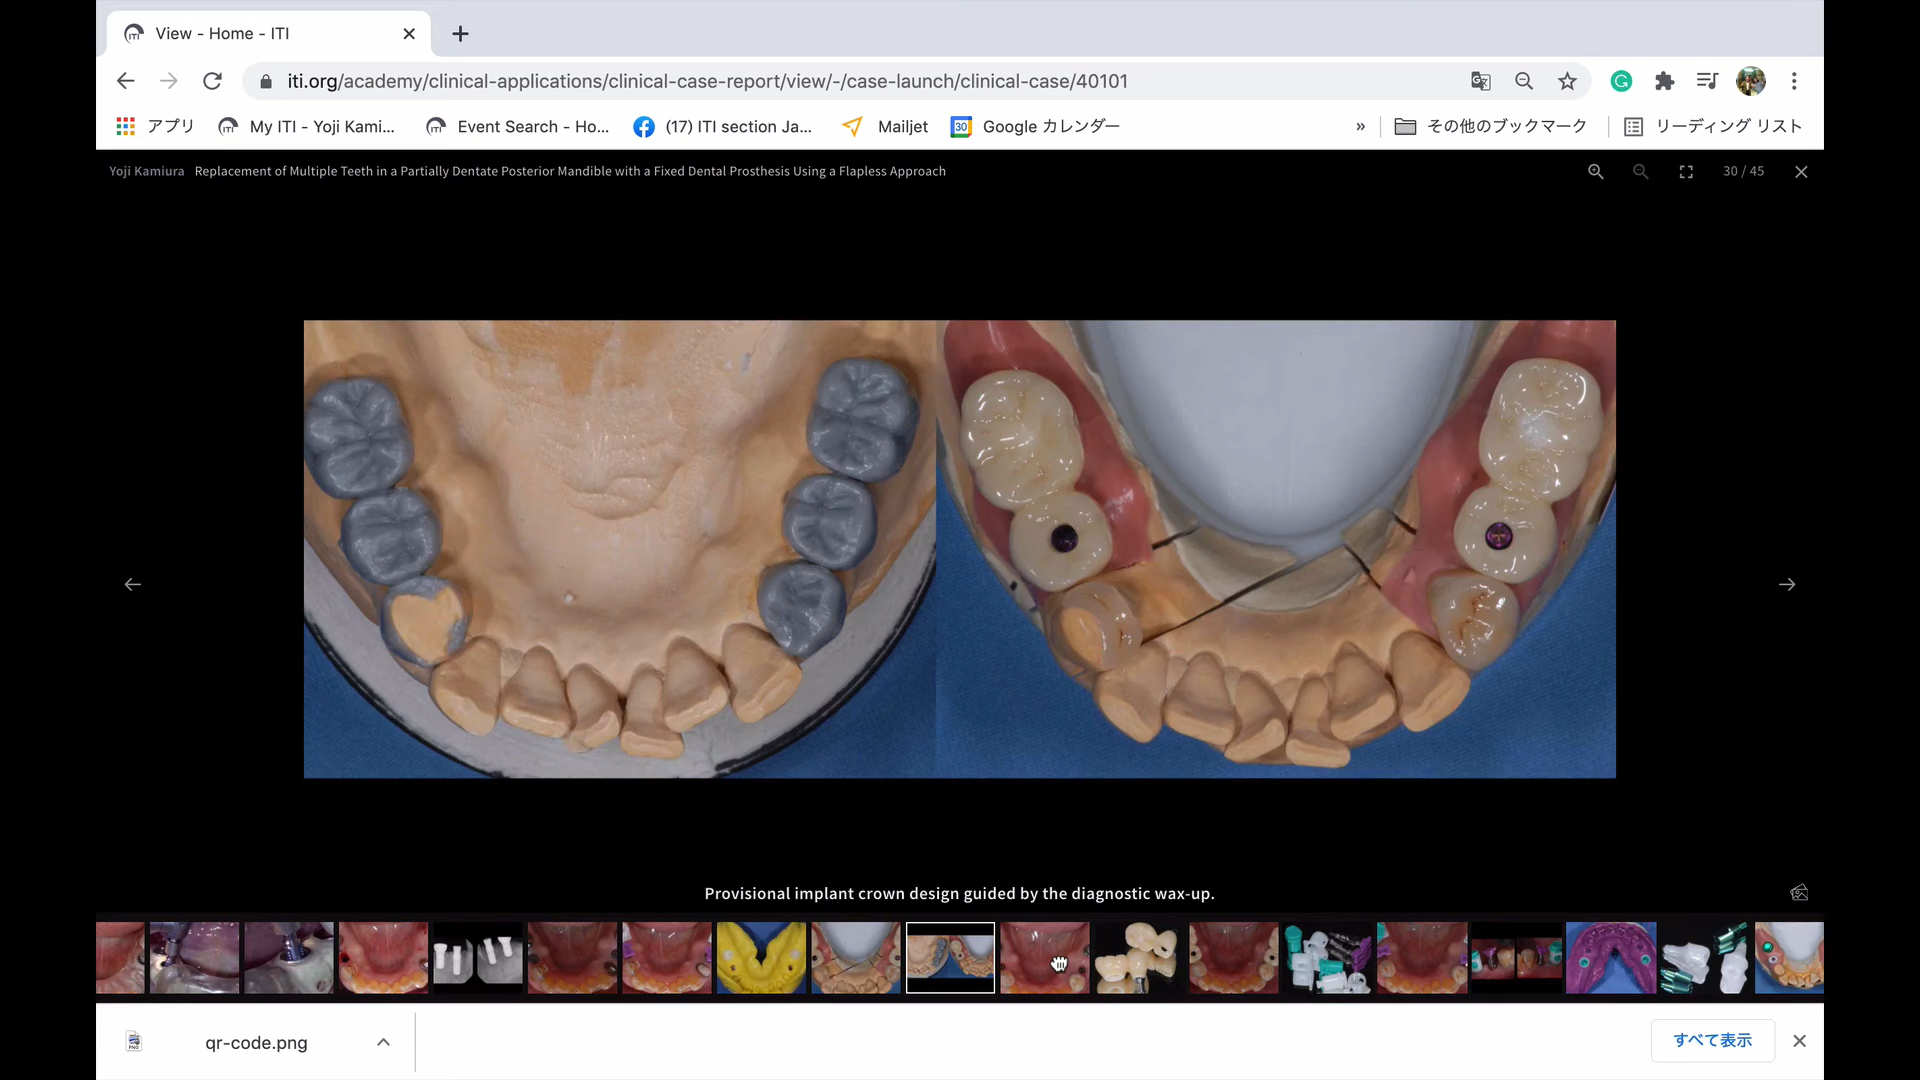 View - Home - ITI
iti.org/academy/clinical-applications/clinical-case-report/view/-/case-launch/clinical-case/40101
アプリ My ITI - Yoji Kami... Event Search - Ho... (17) ITI section Ja... Mailjet 30 Google カレンダー » その他のブックマーク リーディング リスト
Yoji Kamiura Replacement of Multiple Teeth in a Partially Dentate Posterior Mandible with a Fixed Dental Prosthesis Using a Flapless Approach 30 / 45
Provisional implant crown design guided by the diagnostic wax-up.
qr-code.png すべて表示